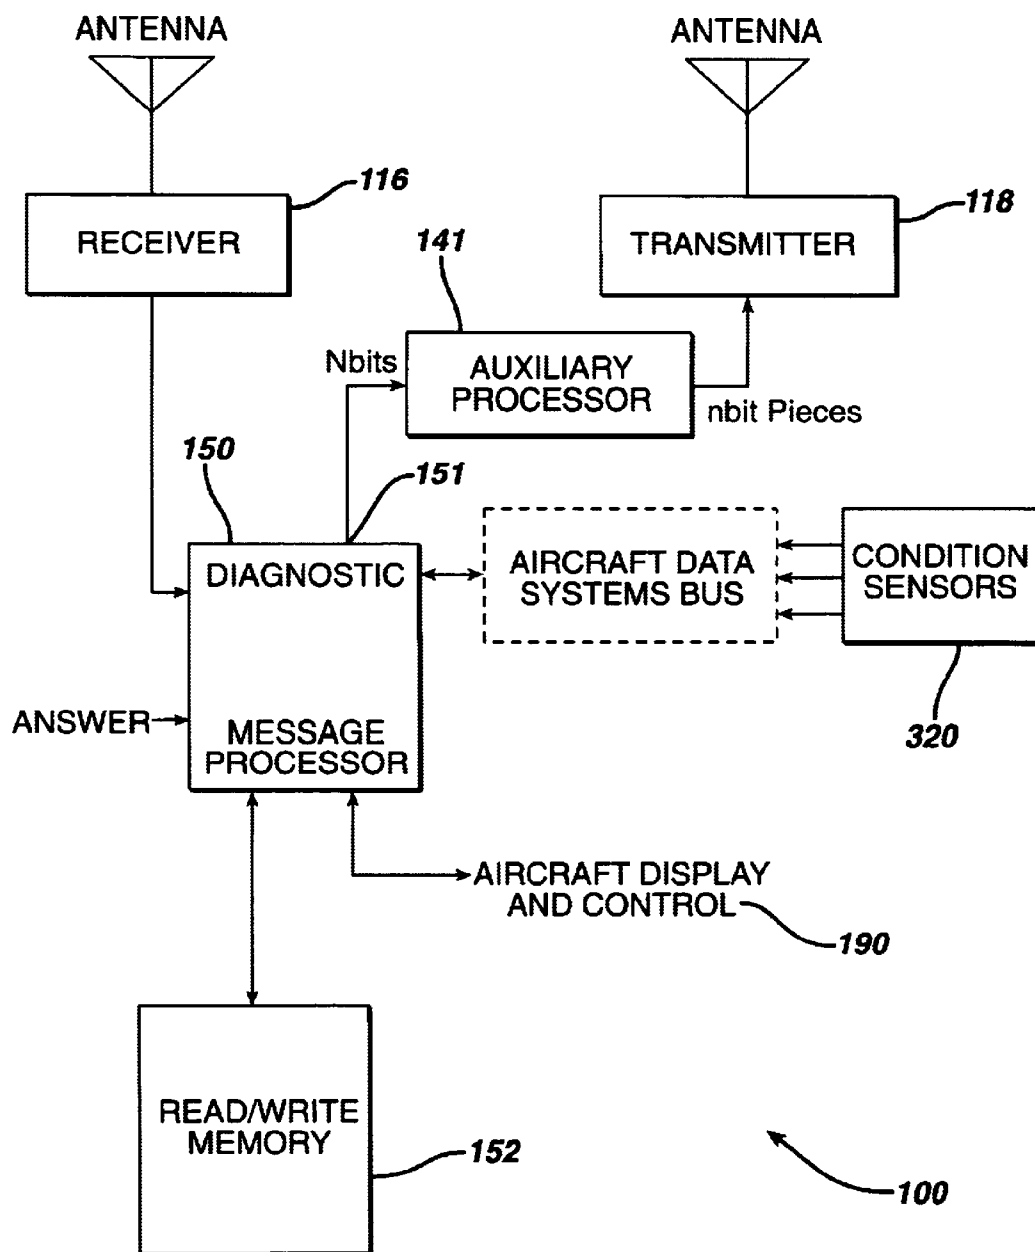 ANTENNA
ANTENNA
116
118
RECEIVER
141
TRANSMITTER
Nbits
AUXILIARY
PROCESSOR
nbit Pieces
150
151
DIAGNOSTIC
AIRCRAFT DATA
SYSTEMS BUS
CONDITION
SENSORS
ANSWER
MESSAGE
PROCESSOR
320
AIRCRAFT DISPLAY
AND CONTROL
190
READ/WRITE
MEMORY
152
100